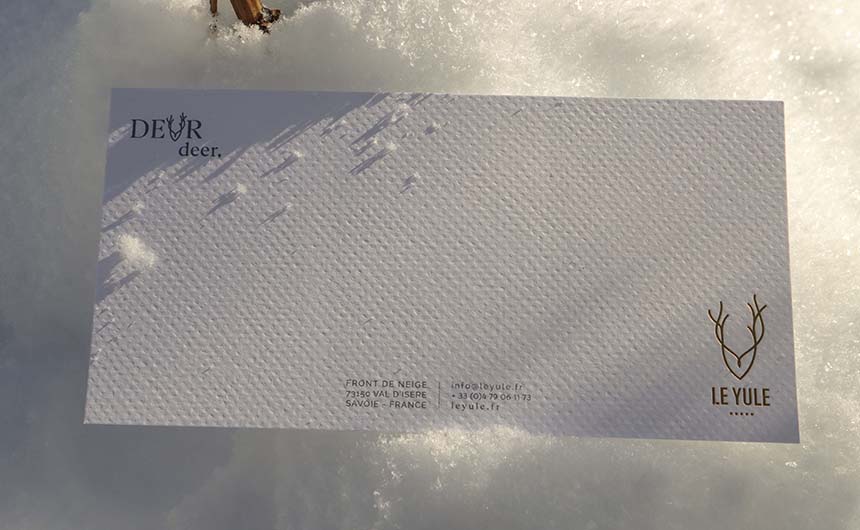 DEAR
deer,
FRONT DE NEIGE
73150 VAL D'ISERE
SAVOIE - FRANCE
info@leyule.fr
+ 33 (0)4 79 06 11 73
leyule.fr
LE YULE
*****